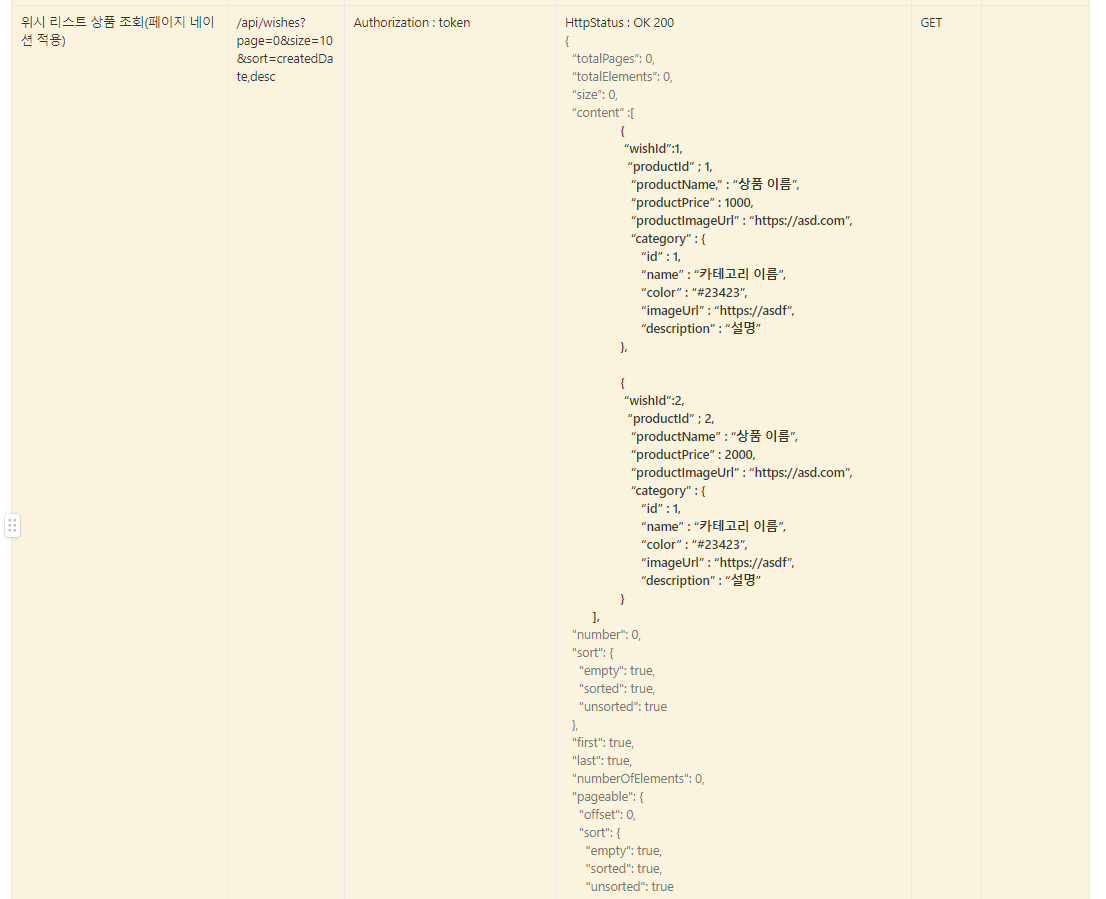 위시 리스트 상품 조회(페이지 네이
션 적용)
/api/wishes?
page=0&size=10
&sort=createdDa
te,desc
Authorization : token
HttpStatus : OK 200
{
“totalPages”: 0,
“totalElements”: 0,
“size”: 0,
“content” :[
{
“wishId”:1,
“productId” ; 1,
“productName,” : “상품 이름”,
“productPrice” : 1000,
“productImageUrl” : “https://asd.com”,
“category” : {
“id” : 1,
“name” : “카테고리 이름”,
“color” : “#23423”,
“imageUrl” : “https://asdf”,
“description” : “설명”
},
{
“wishId”:2,
“productId” ; 2,
“productName” : “상품 이름”,
“productPrice” : 2000,
“productImageUrl” : “https://asd.com”,
“category” : {
“id” : 1,
“name” : “카테고리 이름”,
“color” : “#23423”,
“imageUrl” : “https://asdf”,
“description” : “설명”
}
],
"number": 0,
"sort": {
"empty": true,
"sorted": true,
"unsorted": true
},
"first": true,
"last": true,
"numberOfElements": 0,
"pageable": {
"offset": 0,
"sort": {
"empty": true,
"sorted": true,
"unsorted": true
GET